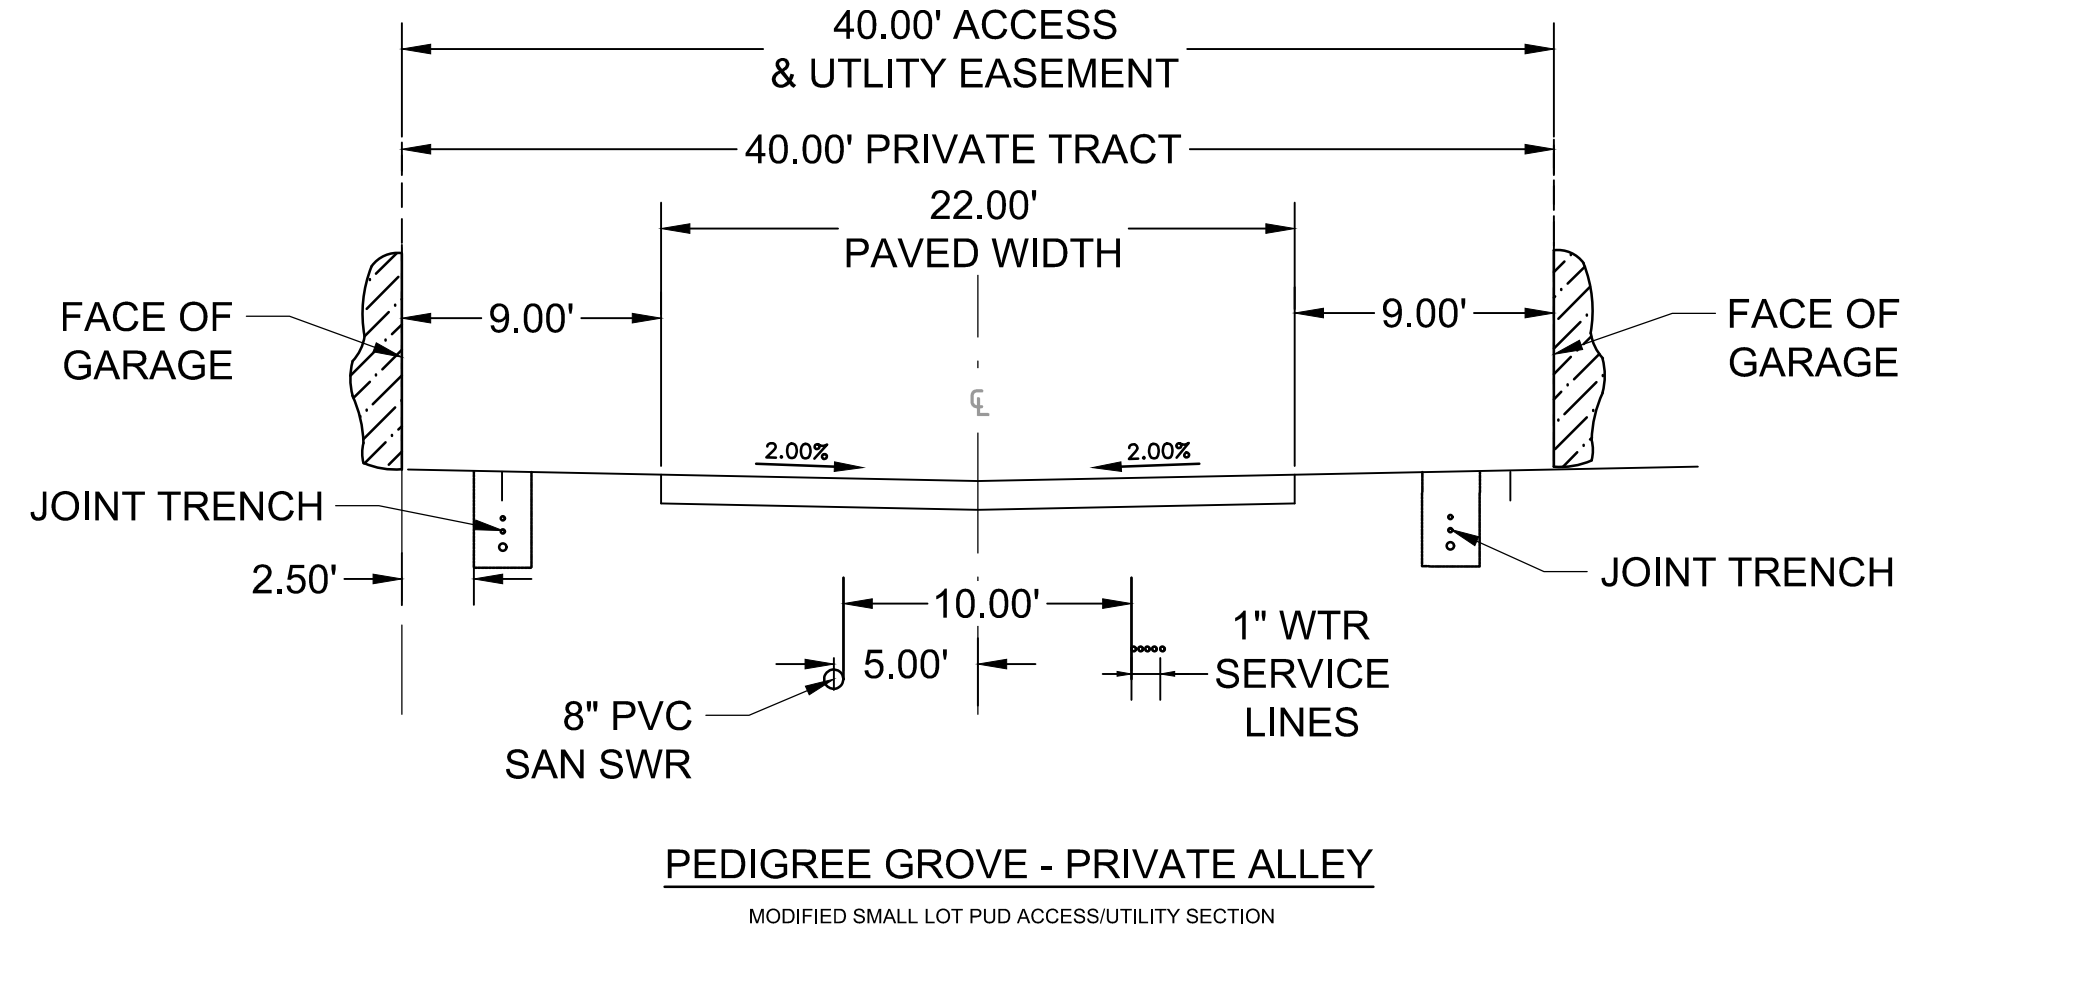 40.00' ACCESS
& UTLITY EASEMENT
40.00' PRIVATE TRACT
22.00'
PAVED WIDTH
FACE OF
GARAGE
9.00'
9.00'
FACE OF
GARAGE
℄
2.00%
2.00%
JOINT TRENCH
2.50'
JOINT TRENCH
10.00'
5.00'
1" WTR
SERVICE
LINES
8" PVC
SAN SWR
PEDIGREE GROVE - PRIVATE ALLEY
MODIFIED SMALL LOT PUD ACCESS/UTILITY SECTION